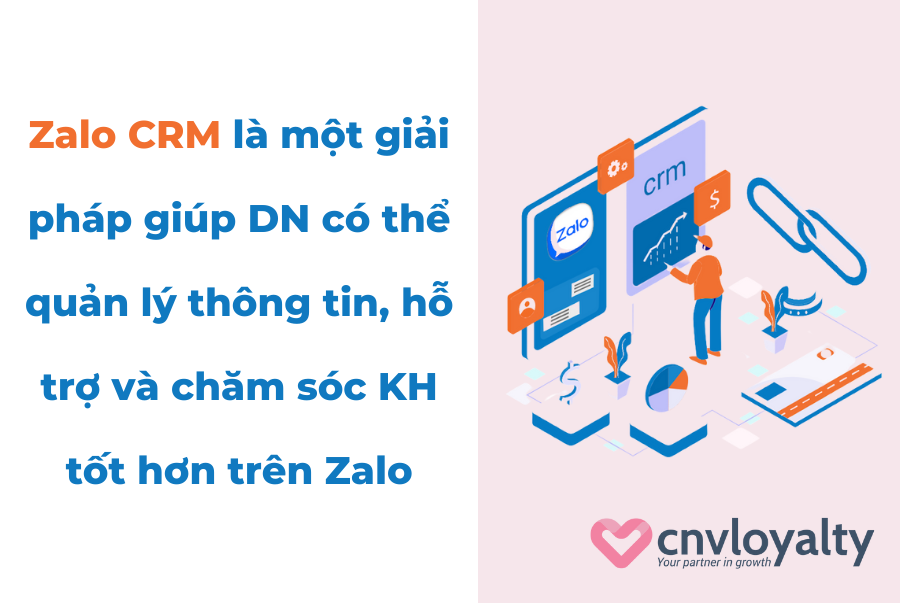 Zalo CRM là một giải
pháp giúp DN có thể
quản lý thông tin, hỗ
trợ và chăm sóc KH
tốt hơn trên Zalo
crm
$
Zalo
$
cnvloyalty
Your partner in growth